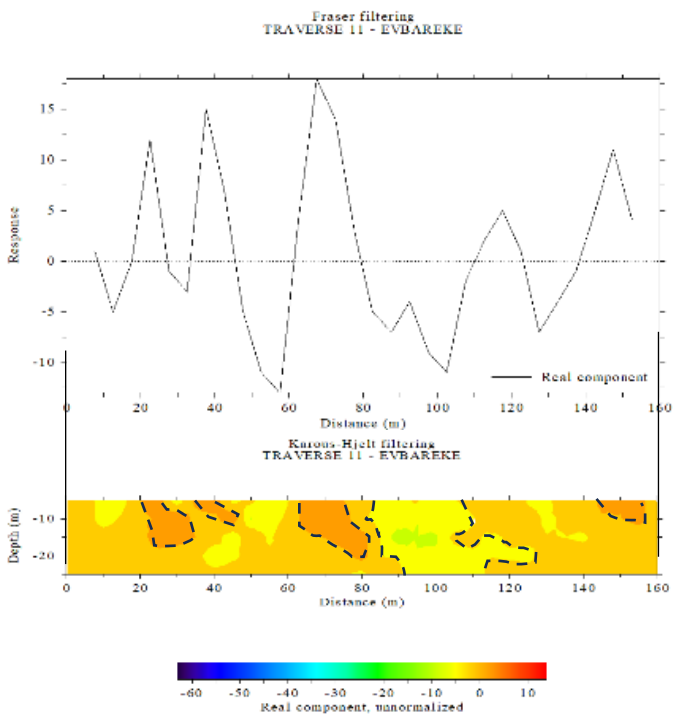 Fraser filtering
TRAVERSE 11 - EVBAREKE
Response
15
10
5
0
-5
-10
Real component
0 20 40 60 80 100 120 140 160
Distance (m)
Karous-Hjelt filtering
TRAVERSE 11 - EVBAREKE
Depth (m)
-10
-20
0 20 40 60 80 100 120 140 160
Distance (m)
-60 -50 -40 -30 -20 -10 0 10
Real component, unnormalized